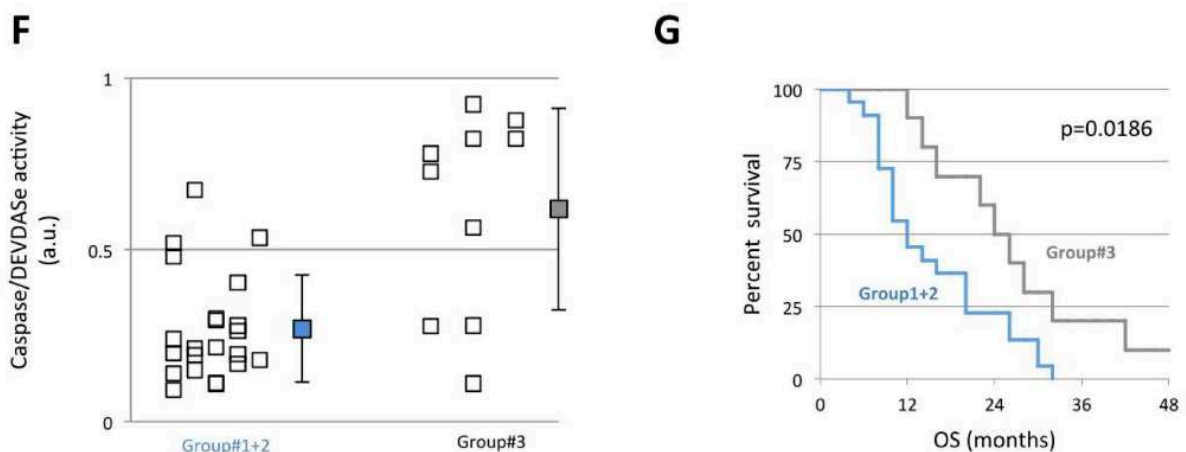 F
Caspase/DEVDASe activity
(a.u.)
1
0.5
0
Group#1+2
Group#3
G
Percent survival
100
75
50
25
0
p=0.0186
Group#3
Group1+2
0 12 24 36 48
OS (months)